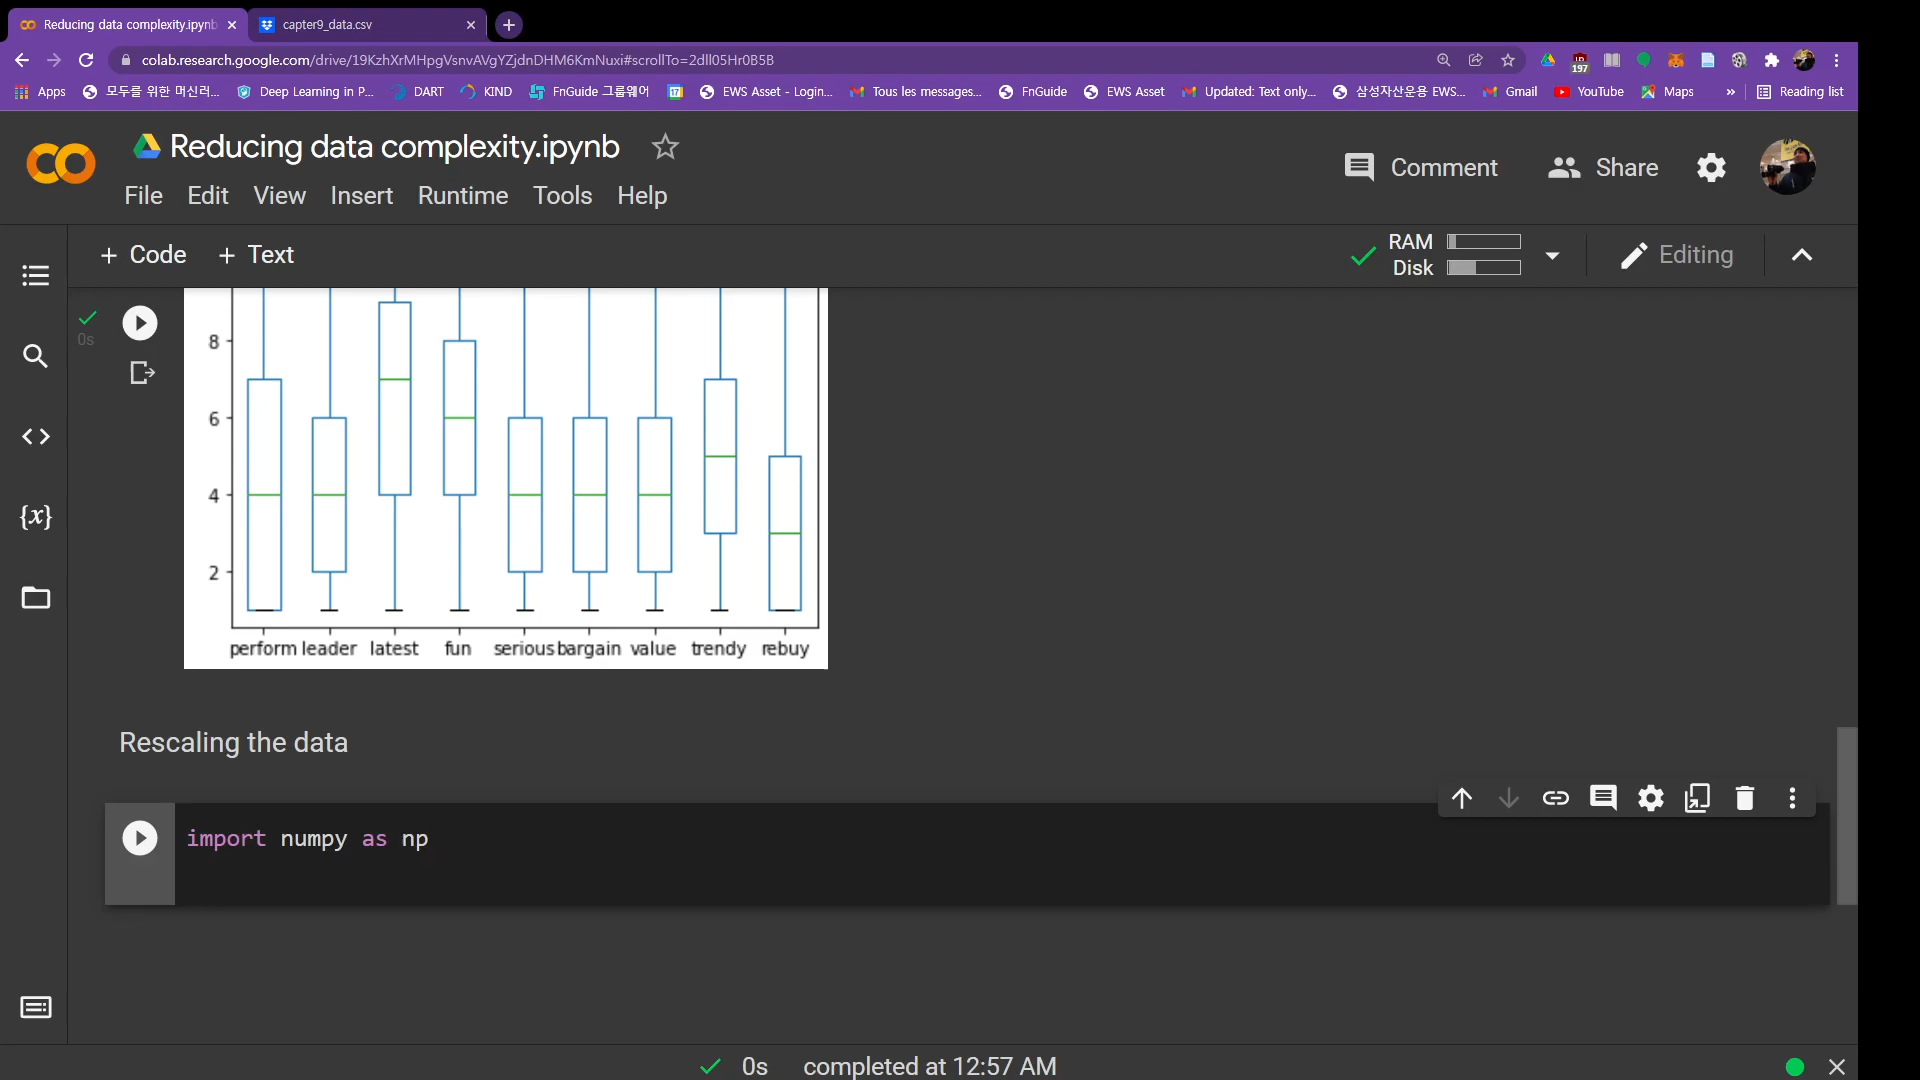 Reducing data complexity.ipynb
capter9_data.csv
colab.research.google.com/drive/19KzhXrMHpgVsnvAVgYZjdnDHM6KmNuxi#scrollTo=2dll05Hr0B5B
197
Apps 모두를 위한 머신러... Deep Learning in P... DART KIND FnGuide 그룹웨어 17 EWS Asset - Login... Tous les messages... FnGuide EWS Asset Updated: Text only... 삼성자산운용 EWS... Gmail YouTube Maps » Reading list
Reducing data complexity.ipynb
Comment Share
File Edit View Insert Runtime Tools Help
+ Code + Text
RAM
Disk
Editing
0s
8
6
4
2
perform leader latest fun serious bargain value trendy rebuy
Rescaling the data
import numpy as np
0s completed at 12:57 AM